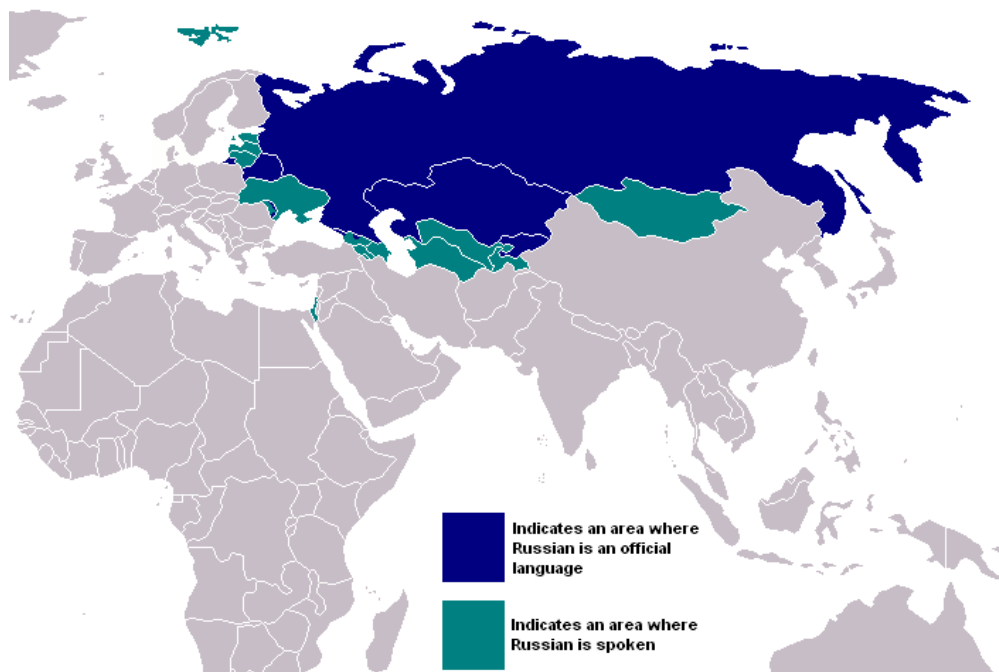 Indicates an area where
Russian is an official
language
Indicates an area where
Russian is spoken